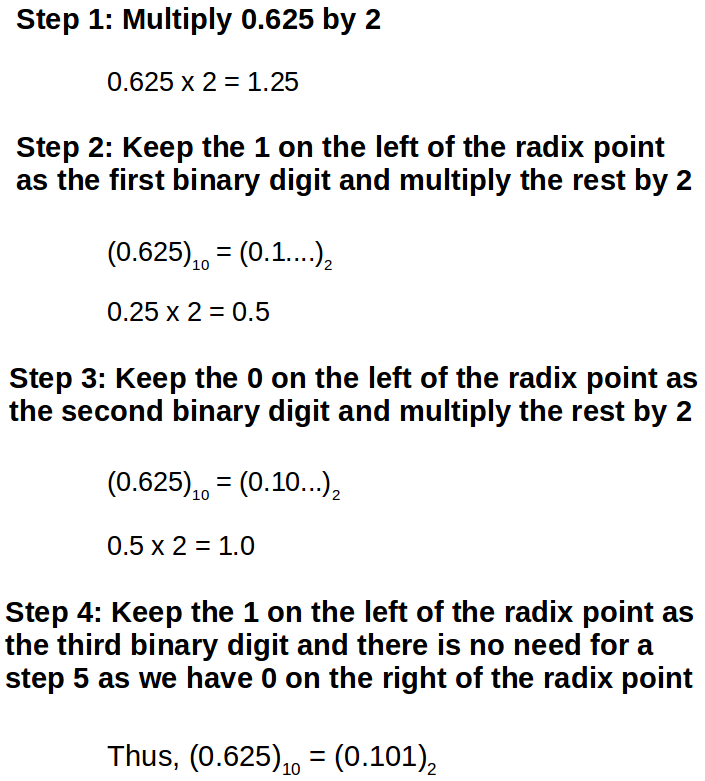 Step 1: Multiply 0.625 by 2
0.625 x 2 = 1.25
Step 2: Keep the 1 on the left of the radix point
as the first binary digit and multiply the rest by 2
(0.625)₁₀ = (0.1....)₂
0.25 x 2 = 0.5
Step 3: Keep the 0 on the left of the radix point as
the second binary digit and multiply the rest by 2
(0.625)₁₀ = (0.10...)₂
0.5 x 2 = 1.0
Step 4: Keep the 1 on the left of the radix point as
the third binary digit and there is no need for a
step 5 as we have 0 on the right of the radix point
Thus, (0.625)₁₀ = (0.101)₂